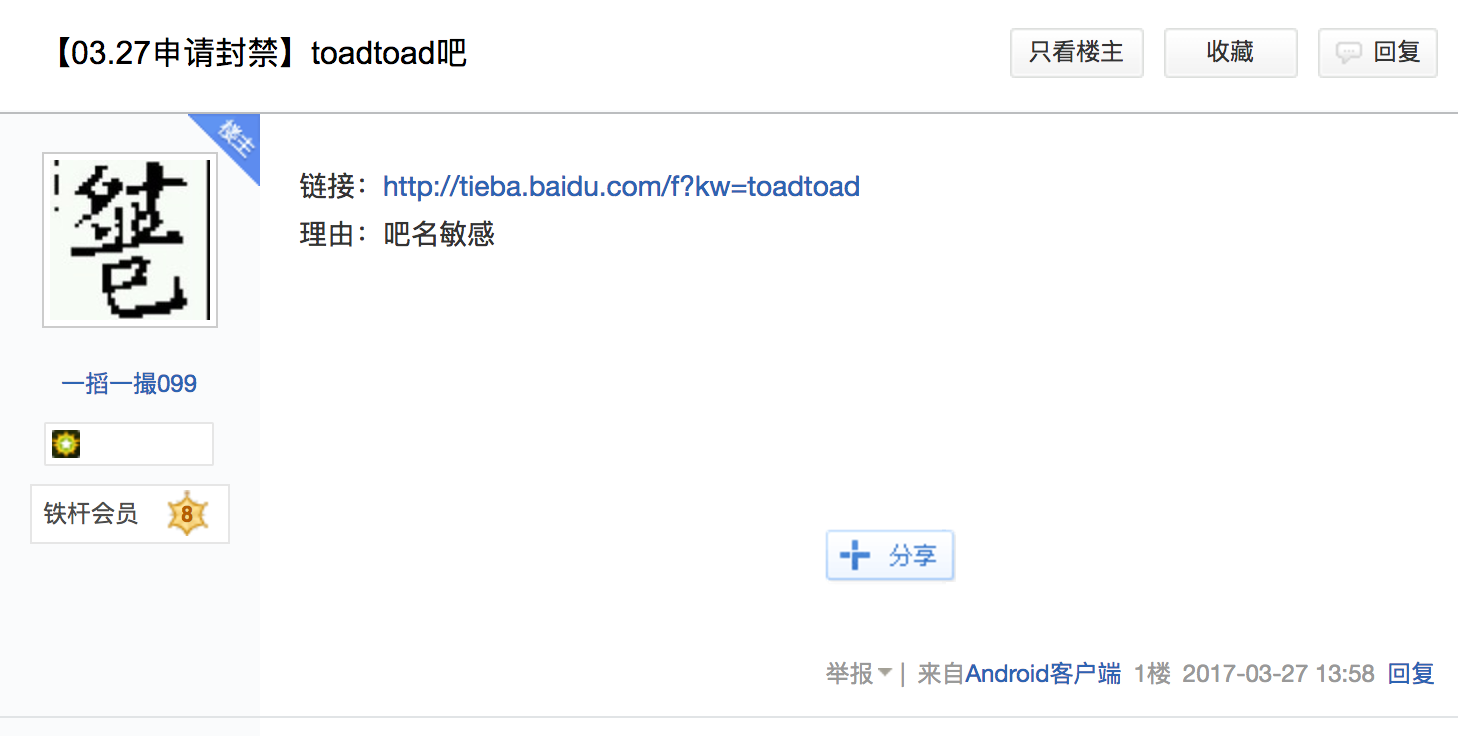 【03.27申请封禁】toadtoad吧
只看楼主
收藏
回复
楼主
链接：http://tieba.baidu.com/f?kw=toadtoad
理由：吧名敏感
一搯一撮099
铁杆会员 8
分享
举报 | 来自Android客户端 1楼 2017-03-27 13:58 回复